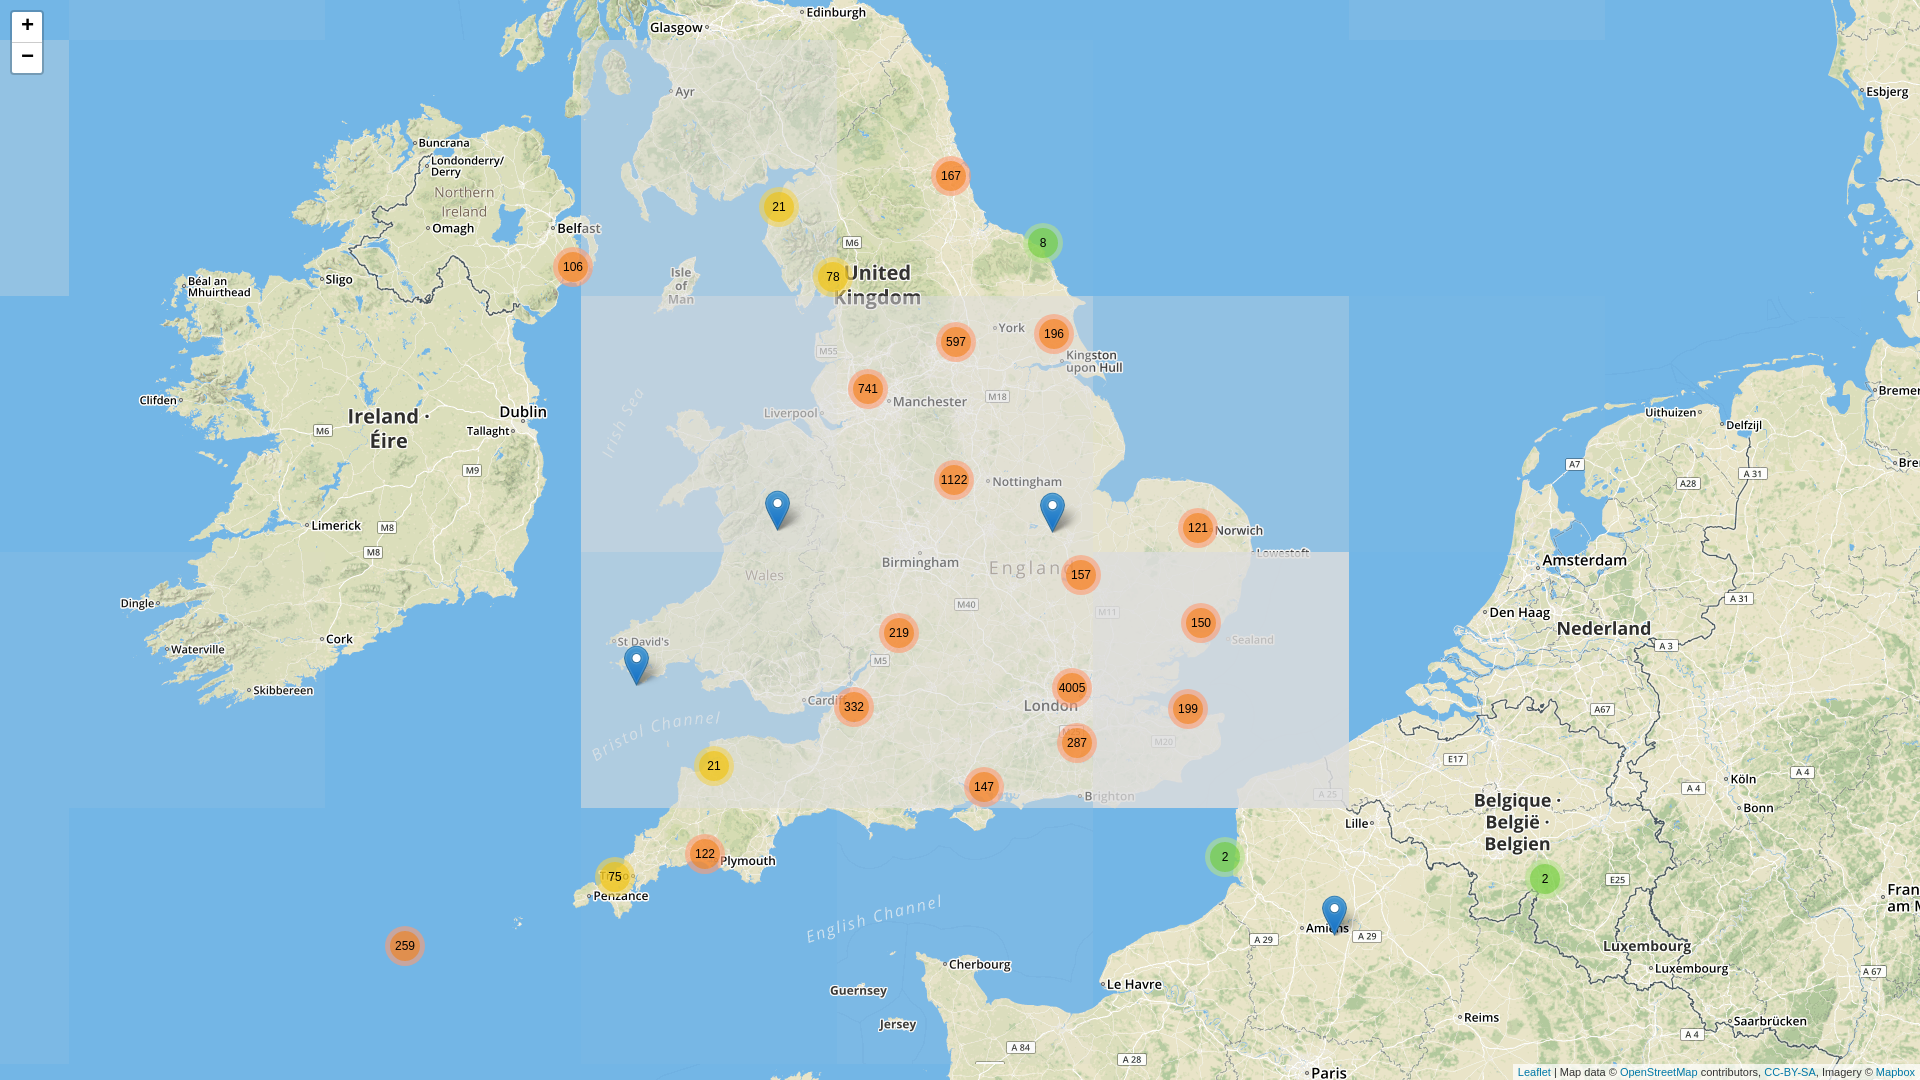 +
−
Edinburgh
Glasgow
Ayr
Esbjerg
Buncrana
Londonderry/
Derry
Northern
Ireland
Omagh
Belfast
167
21
8
M6
106
78
United
Kingdom
Isle
of
Man
Sligo
Béal an
Mhuirthead
York
196
597
M55
Kingston
upon Hull
741
Manchester
M18
Liverpool
Irish Sea
Clifden
Ireland ·
Éire
Dublin
Tallaght
M6
M9
Bremer
Uithuizen
Delfzijl
A7
A 31
A28
Bre
1122
Nottingham
121
Norwich
Lowestoft
Limerick
M8
M8
Birmingham
Wales
Englan
157
Amsterdam
M40
M11
A 31
Dingle
Den Haag
Nederland
150
219
Sealand
Cork
Waterville
St David's
A 3
M5
Skibbereen
4005
London
Cardif
332
199
A67
Bristol Channel
287
M20
E17
21
147
Brighton
A 25
Köln
A 4
A 4
Bonn
Belgique ·
België ·
Belgien
Lille
122
Plymouth
2
75
Penzance
2
E25
Fran
am M
English Channel
Amiens
A 29
A 29
259
Luxembourg
Luxembourg
A 67
Cherbourg
Le Havre
Guernsey
Jersey
Reims
Saarbrücken
A 4
A 84
A 28
Paris
Leaflet | Map data © OpenStreetMap contributors, CC-BY-SA, Imagery © Mapbox